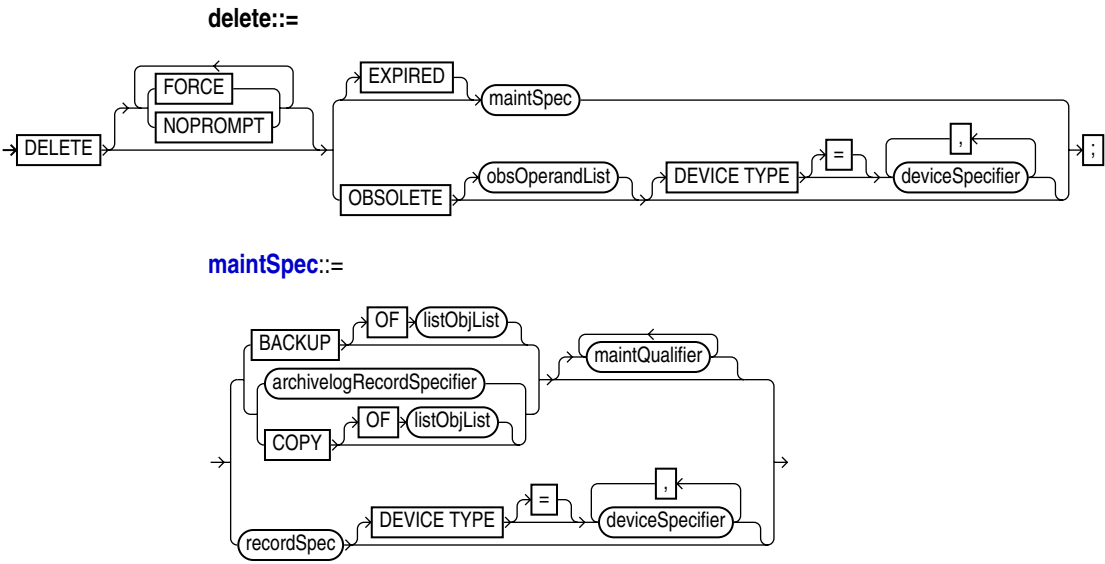 delete::=
FORCE
NOPROMPT
DELETE
EXPIRED
maintSpec
OBSOLETE
obsOperandList
DEVICE TYPE
=
,
deviceSpecifier
;
maintSpec::=
BACKUP
OF
listObjList
archivelogRecordSpecifier
COPY
OF
listObjList
maintQualifier
recordSpec
DEVICE TYPE
=
,
deviceSpecifier